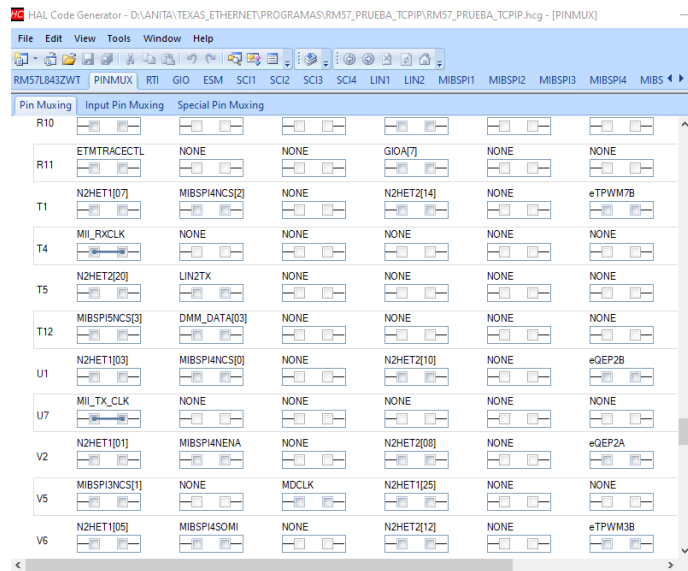 HC HAL Code Generator - D:\ANITA\TEXAS_ETHERNET\PROGRAMAS\RM57_PRUEBA_TCPIP\RM57_PRUEBA_TCPIP.hcg - [PINMUX]
File Edit View Tools Window Help
RM57L843ZWT PINMUX RTI GIO ESM SCI1 SCI2 SCI3 SCI4 LIN1 LIN2 MIBSPI1 MIBSPI2 MIBSPI3 MIBSPI4 MIBS
Pin Muxing Input Pin Muxing Special Pin Muxing
R10
ETMTRACECTL NONE NONE GIOA[7] NONE NONE
R11
N2HET1[07] MIBSPI4NCS[2] NONE N2HET2[14] NONE eTPWM7B
T1
MII_RXCLK NONE NONE NONE NONE NONE
T4
N2HET2[20] LIN2TX NONE NONE NONE NONE
T5
MIBSPI5NCS[3] DMM_DATA[03] NONE NONE NONE NONE
T12
N2HET1[03] MIBSPI4NCS[0] NONE N2HET2[10] NONE eQEP2B
U1
MII_TX_CLK NONE NONE NONE NONE NONE
U7
N2HET1[01] MIBSPI4NENA NONE N2HET2[08] NONE eQEP2A
V2
MIBSPI3NCS[1] NONE MDCLK N2HET1[25] NONE NONE
V5
N2HET1[05] MIBSPI4SOMI NONE N2HET2[12] NONE eTPWM3B
V6